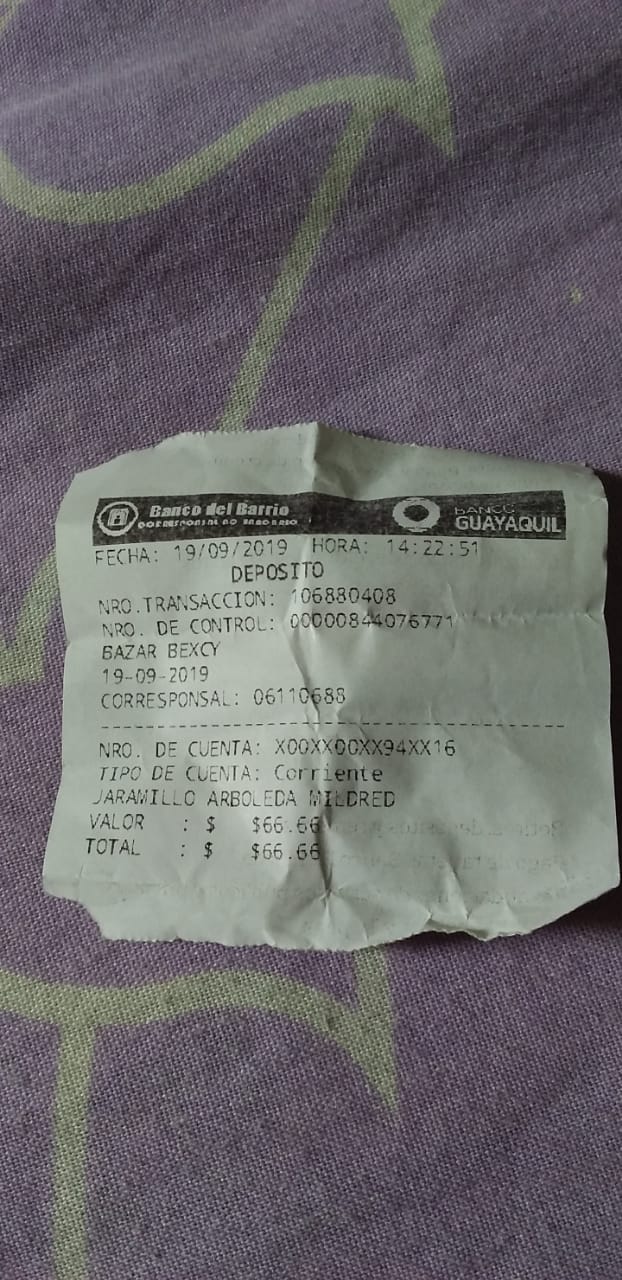 Banco del Barrio
CORRESPONSAL NO BANCARIO
BANCO
GUAYAQUIL
FECHA: 19/09/2019 HORA: 14:22:51
DEPOSITO
NRO.TRANSACCION: 106880408
NRO. DE CONTROL: 00000844076771
BAZAR BEXCY
19-09-2019
CORRESPONSAL: 06110688
NRO. DE CUENTA: X00XX00XX94XX16
TIPO DE CUENTA: Corriente
JARAMILLO ARBOLEDA MILDRED
VALOR : $ $66.66
TOTAL : $ $66.66